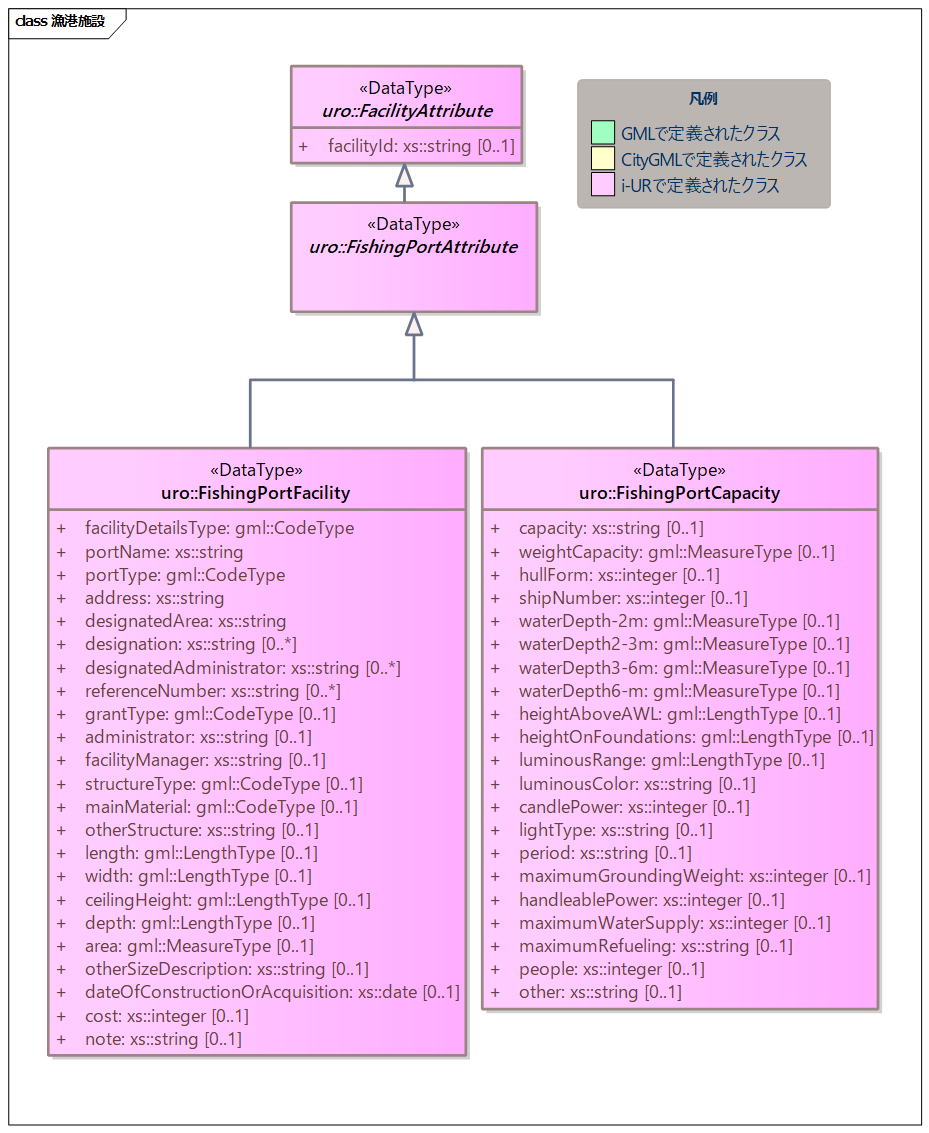 class 漁港施設
«DataType»
uro::FacilityAttribute
+ facilityId: xs::string [0..1]
凡例
GMLで定義されたクラス
CityGMLで定義されたクラス
i-URで定義されたクラス
«DataType»
uro::FishingPortAttribute
«DataType»
uro::FishingPortFacility
+ facilityDetailsType: gml::CodeType
+ portName: xs::string
+ portType: gml::CodeType
+ address: xs::string
+ designatedArea: xs::string
+ designation: xs::string [0..*]
+ designatedAdministrator: xs::string [0..*]
+ referenceNumber: xs::string [0..*]
+ grantType: gml::CodeType [0..1]
+ administrator: xs::string [0..1]
+ facilityManager: xs::string [0..1]
+ structureType: gml::CodeType [0..1]
+ mainMaterial: gml::CodeType [0..1]
+ otherStructure: xs::string [0..1]
+ length: gml::LengthType [0..1]
+ width: gml::LengthType [0..1]
+ ceilingHeight: gml::LengthType [0..1]
+ depth: gml::LengthType [0..1]
+ area: gml::MeasureType [0..1]
+ otherSizeDescription: xs::string [0..1]
+ dateOfConstructionOrAcquisition: xs::date [0..1]
+ cost: xs::integer [0..1]
+ note: xs::string [0..1]
«DataType»
uro::FishingPortCapacity
+ capacity: xs::string [0..1]
+ weightCapacity: gml::MeasureType [0..1]
+ hullForm: xs::integer [0..1]
+ shipNumber: xs::integer [0..1]
+ waterDepth-2m: gml::MeasureType [0..1]
+ waterDepth2-3m: gml::MeasureType [0..1]
+ waterDepth3-6m: gml::MeasureType [0..1]
+ waterDepth6-m: gml::MeasureType [0..1]
+ heightAboveAWL: gml::LengthType [0..1]
+ heightOnFoundations: gml::LengthType [0..1]
+ luminousRange: gml::LengthType [0..1]
+ luminousColor: xs::string [0..1]
+ candlePower: xs::integer [0..1]
+ lightType: xs::string [0..1]
+ period: xs::string [0..1]
+ maximumGroundingWeight: xs::integer [0..1]
+ handleablePower: xs::integer [0..1]
+ maximumWaterSupply: xs::integer [0..1]
+ maximumRefueling: xs::string [0..1]
+ people: xs::integer [0..1]
+ other: xs::string [0..1]